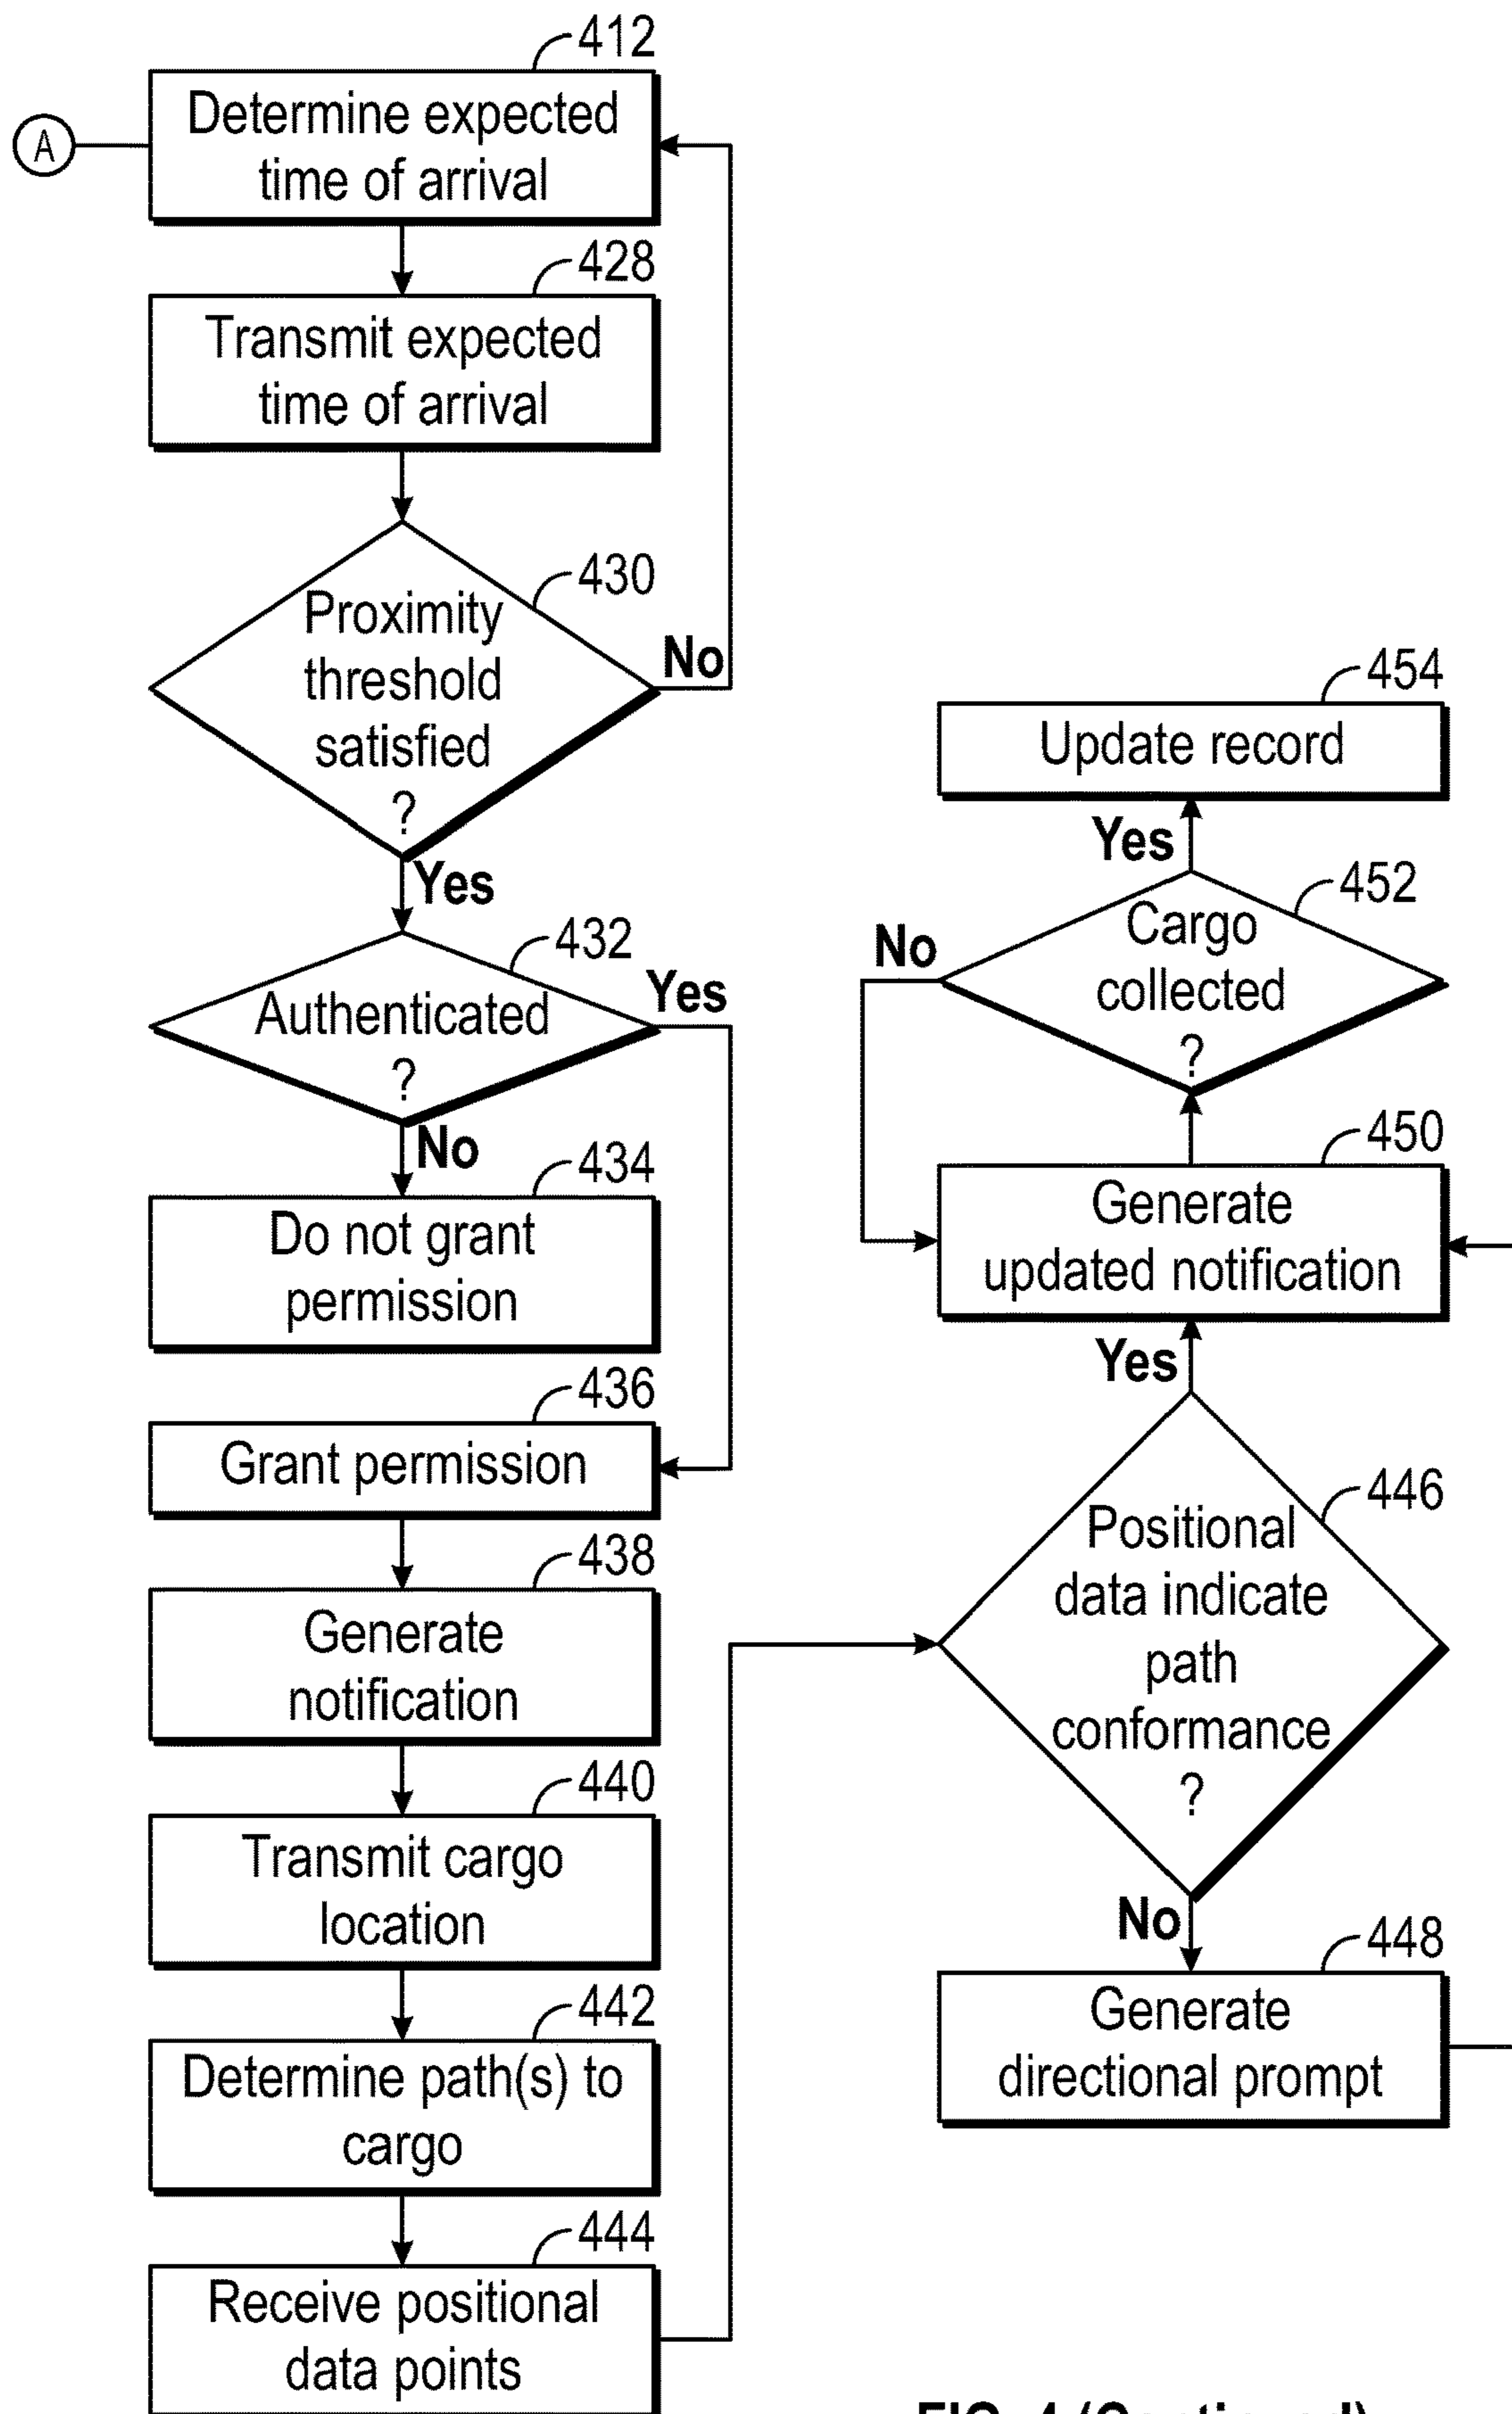 412
Determine expected
time of arrival
A
428
Transmit expected
time of arrival
430
Proximity
threshold
satisfied
?
No
Yes
432
Authenticated
?
Yes
No
434
Do not grant
permission
436
Grant permission
438
Generate
notification
440
Transmit cargo
location
442
Determine path(s) to
cargo
444
Receive positional
data points
454
Update record
Yes
452
Cargo
collected
?
No
450
Generate
updated notification
Yes
446
Positional
data indicate
path
conformance
?
No
448
Generate
directional prompt
FIG. 4 (Continued)